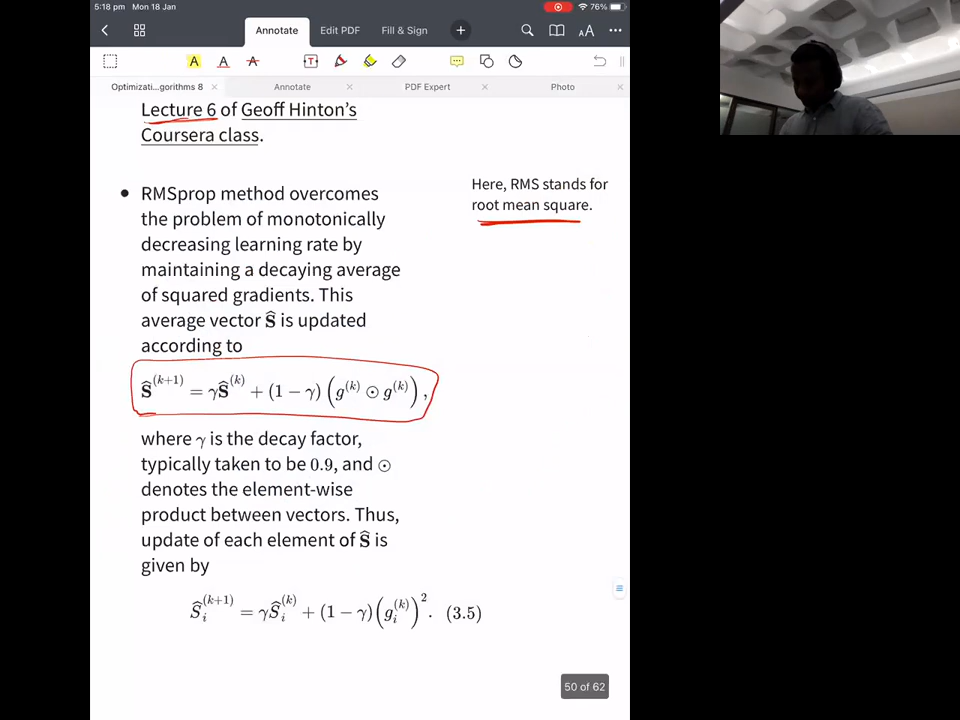 5:18 pm Mon 18 Jan
76%
Annotate Edit PDF Fill & Sign
AA
T
Optimizati...gorithms 8 Annotate PDF Expert Photo
Lecture 6 of Geoff Hinton's
Coursera class.
• RMSprop method overcomes
the problem of monotonically
decreasing learning rate by
maintaining a decaying average
of squared gradients. This
average vector Ŝ is updated
according to
Ŝ^(k+1) = γŜ^(k) + (1 − γ) (g^(k) ⊙ g^(k)),
where γ is the decay factor,
typically taken to be 0.9, and ⊙
denotes the element-wise
product between vectors. Thus,
update of each element of Ŝ is
given by
Ŝ_i^(k+1) = γŜ_i^(k) + (1 − γ)(g_i^(k))^2. (3.5)
Here, RMS stands for
root mean square.
50 of 62